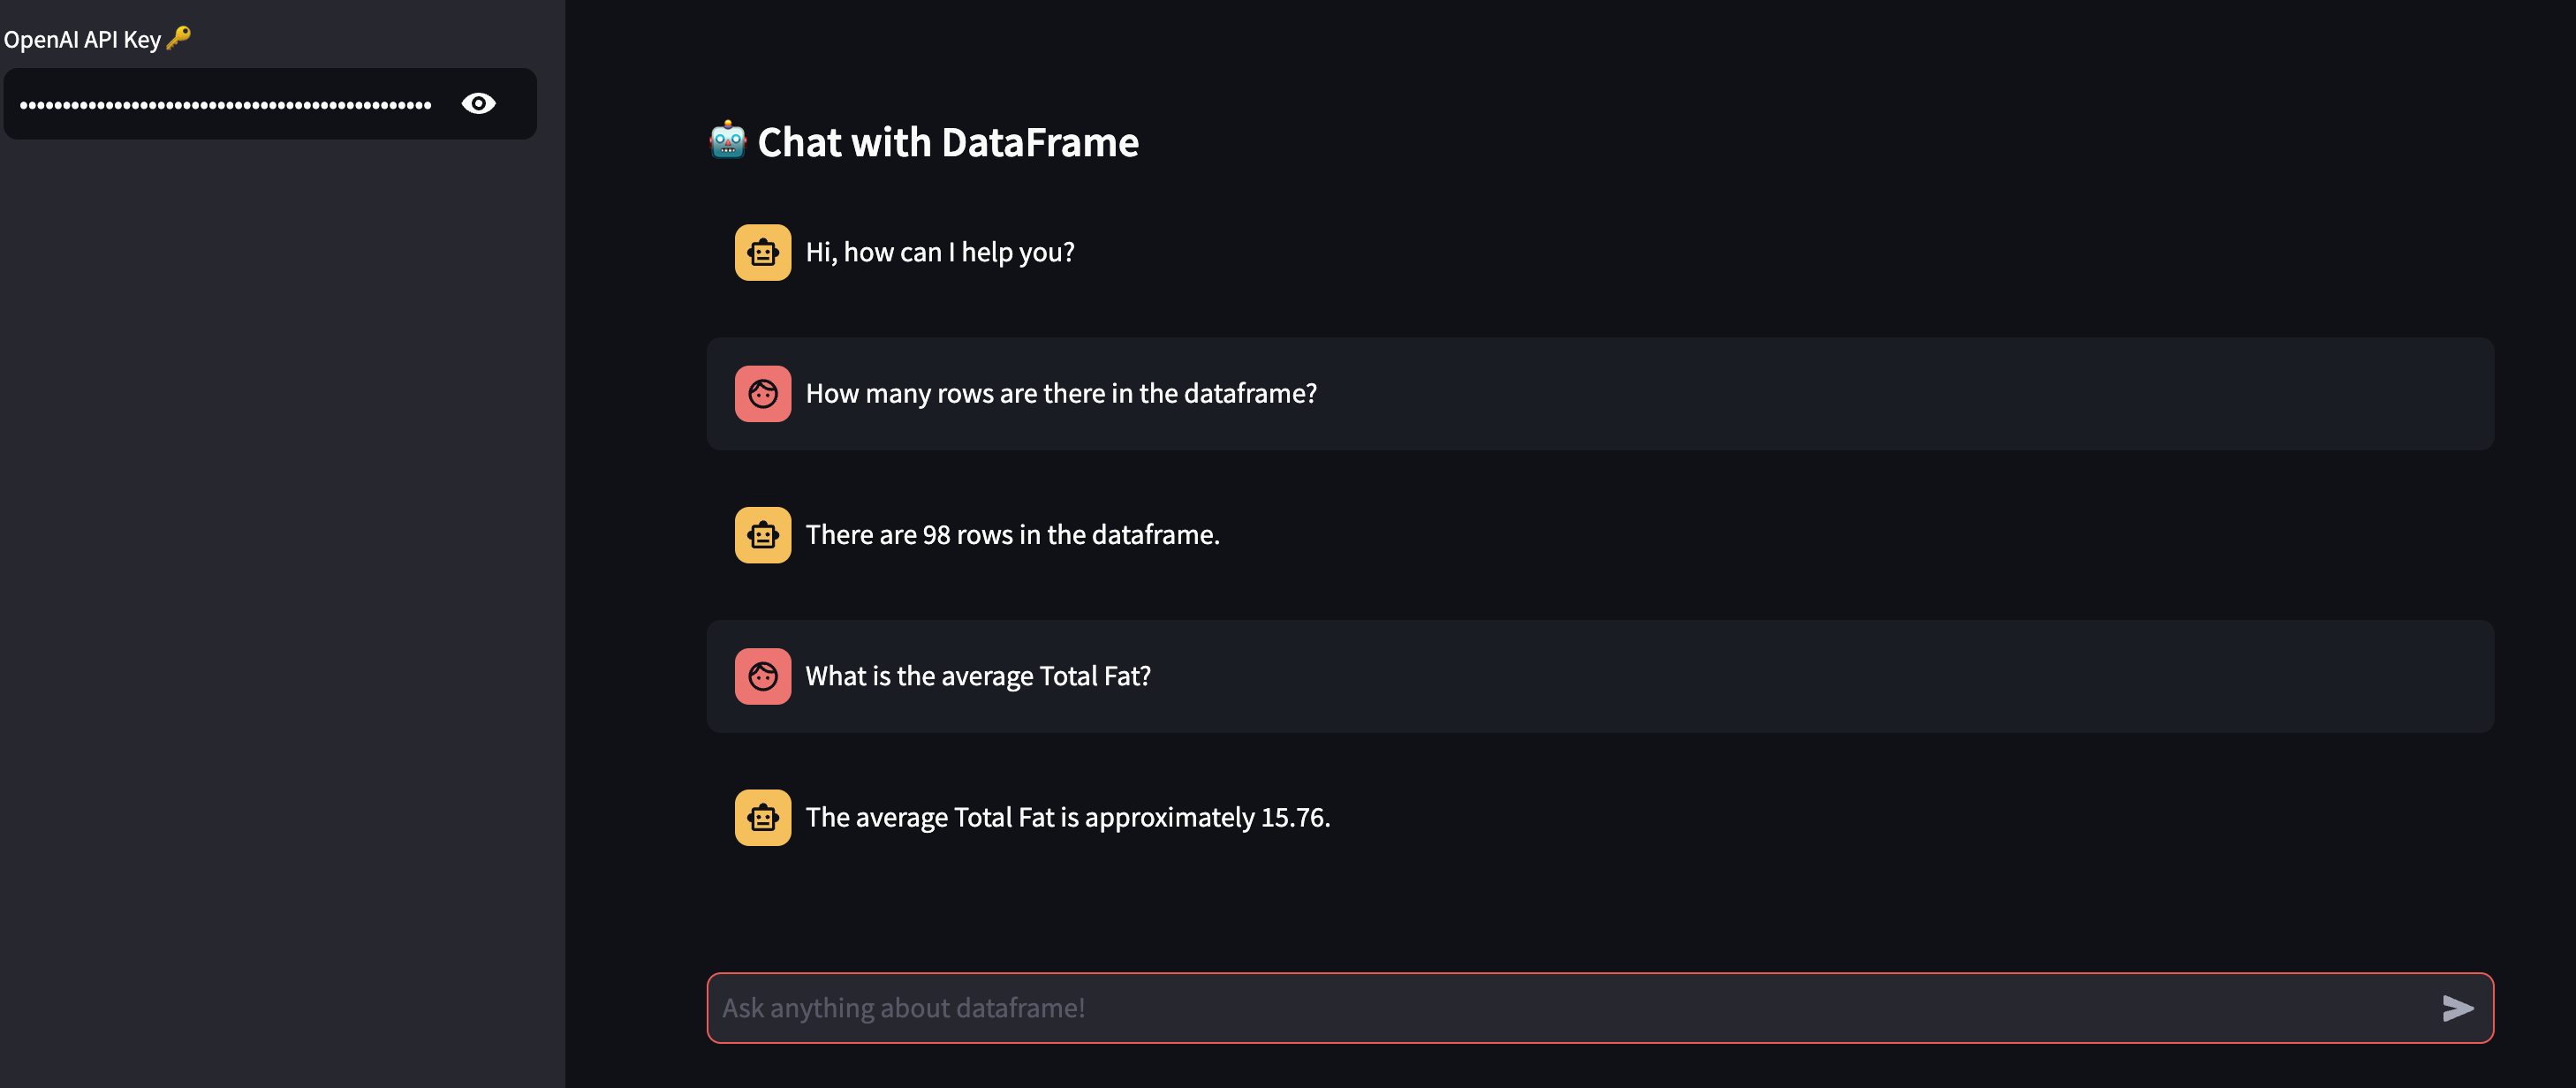 OpenAI API Key 🔑
••••••••••••••••••••••••••••••••••••••••••••••••
🤖 Chat with DataFrame
Hi, how can I help you?
How many rows are there in the dataframe?
There are 98 rows in the dataframe.
What is the average Total Fat?
The average Total Fat is approximately 15.76.
Ask anything about dataframe!